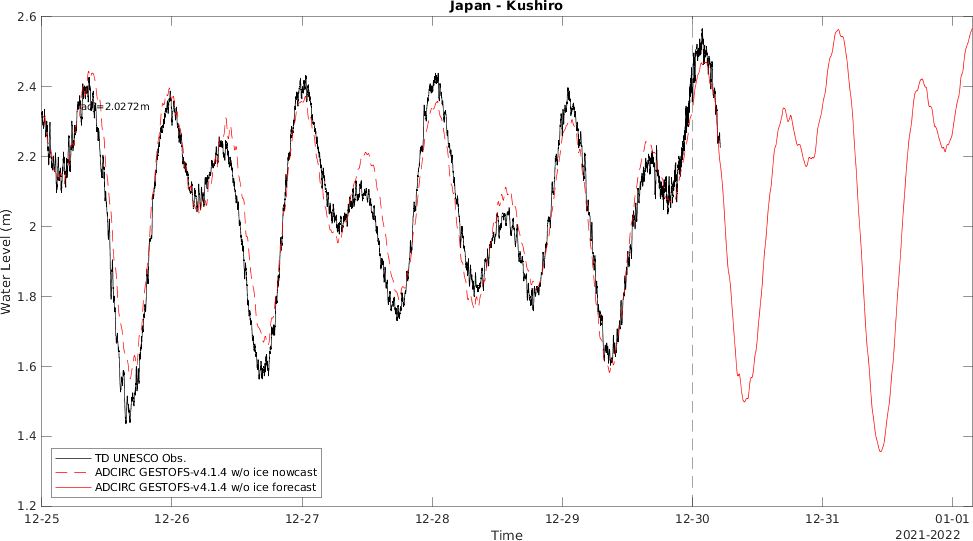 Japan - Kushiro
2.6
2.4
2.2
2
1.8
1.6
1.4
1.2
Water Level (m)
=2.0272m
TD UNESCO Obs.
ADCIRC GESTOFS-v4.1.4 w/o ice nowcast
ADCIRC GESTOFS-v4.1.4 w/o ice forecast
12-25
12-26
12-27
12-28
12-29
12-30
12-31
01-01
Time
2021-2022